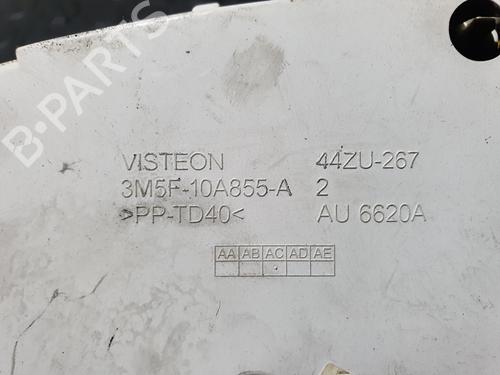 VISTEON 44ZU-267
3M5F-10A855-A 2
>PP-TD40< AU 6620A
AA AB AC AD AE
B-PARTS